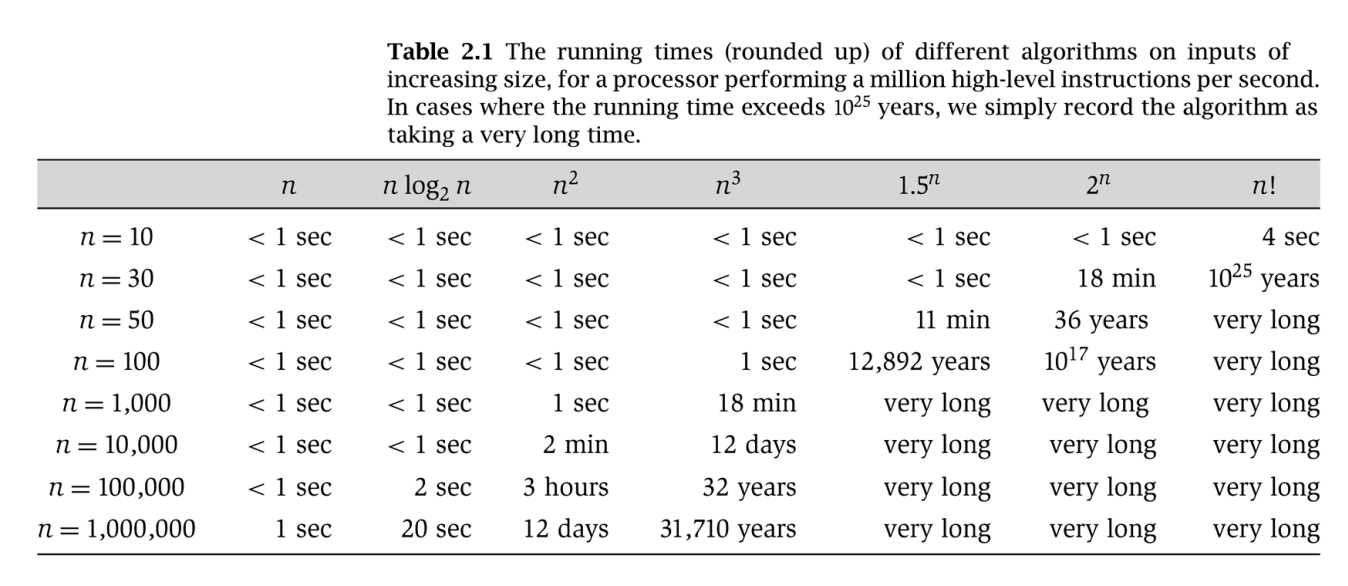 Table 2.1 The running times (rounded up) of different algorithms on inputs of
increasing size, for a processor performing a million high-level instructions per second.
In cases where the running time exceeds 10²⁵ years, we simply record the algorithm as
taking a very long time.
n n log₂ n n² n³ 1.5ⁿ 2ⁿ n!
n = 10 < 1 sec < 1 sec < 1 sec < 1 sec < 1 sec < 1 sec 4 sec
n = 30 < 1 sec < 1 sec < 1 sec < 1 sec < 1 sec 18 min 10²⁵ years
n = 50 < 1 sec < 1 sec < 1 sec < 1 sec 11 min 36 years very long
n = 100 < 1 sec < 1 sec < 1 sec 1 sec 12,892 years 10¹⁷ years very long
n = 1,000 < 1 sec < 1 sec 1 sec 18 min very long very long very long
n = 10,000 < 1 sec < 1 sec 2 min 12 days very long very long very long
n = 100,000 < 1 sec 2 sec 3 hours 32 years very long very long very long
n = 1,000,000 1 sec 20 sec 12 days 31,710 years very long very long very long